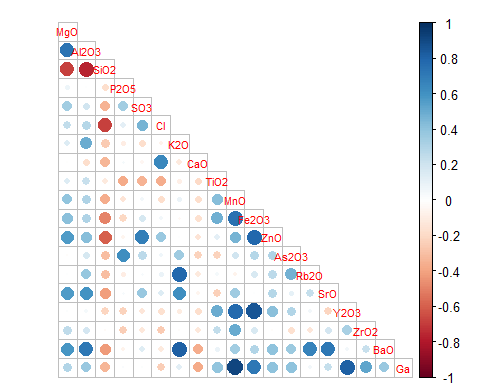 MgO
Al2O3
SiO2
P2O5
SO3
Cl
K2O
CaO
TiO2
MnO
Fe2O3
ZnO
As2O3
Rb2O
SrO
Y2O3
ZrO2
BaO
Ga
1
0.8
0.6
0.4
0.2
0
-0.2
-0.4
-0.6
-0.8
-1